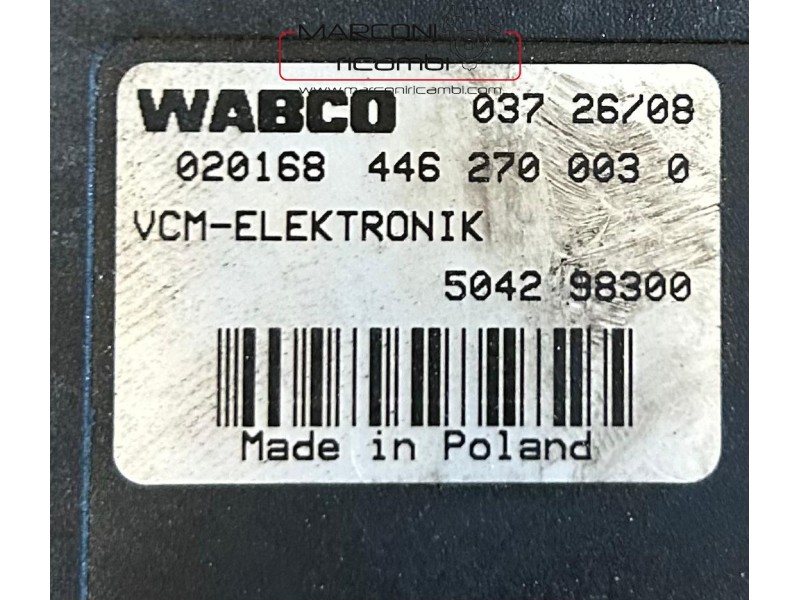 MARCONI
ricambi
www.marconiricambi.com
WABCO 037 26/08
020168 446 270 003 0
VCM-ELEKTRONIK
5042 98300
Made in Poland